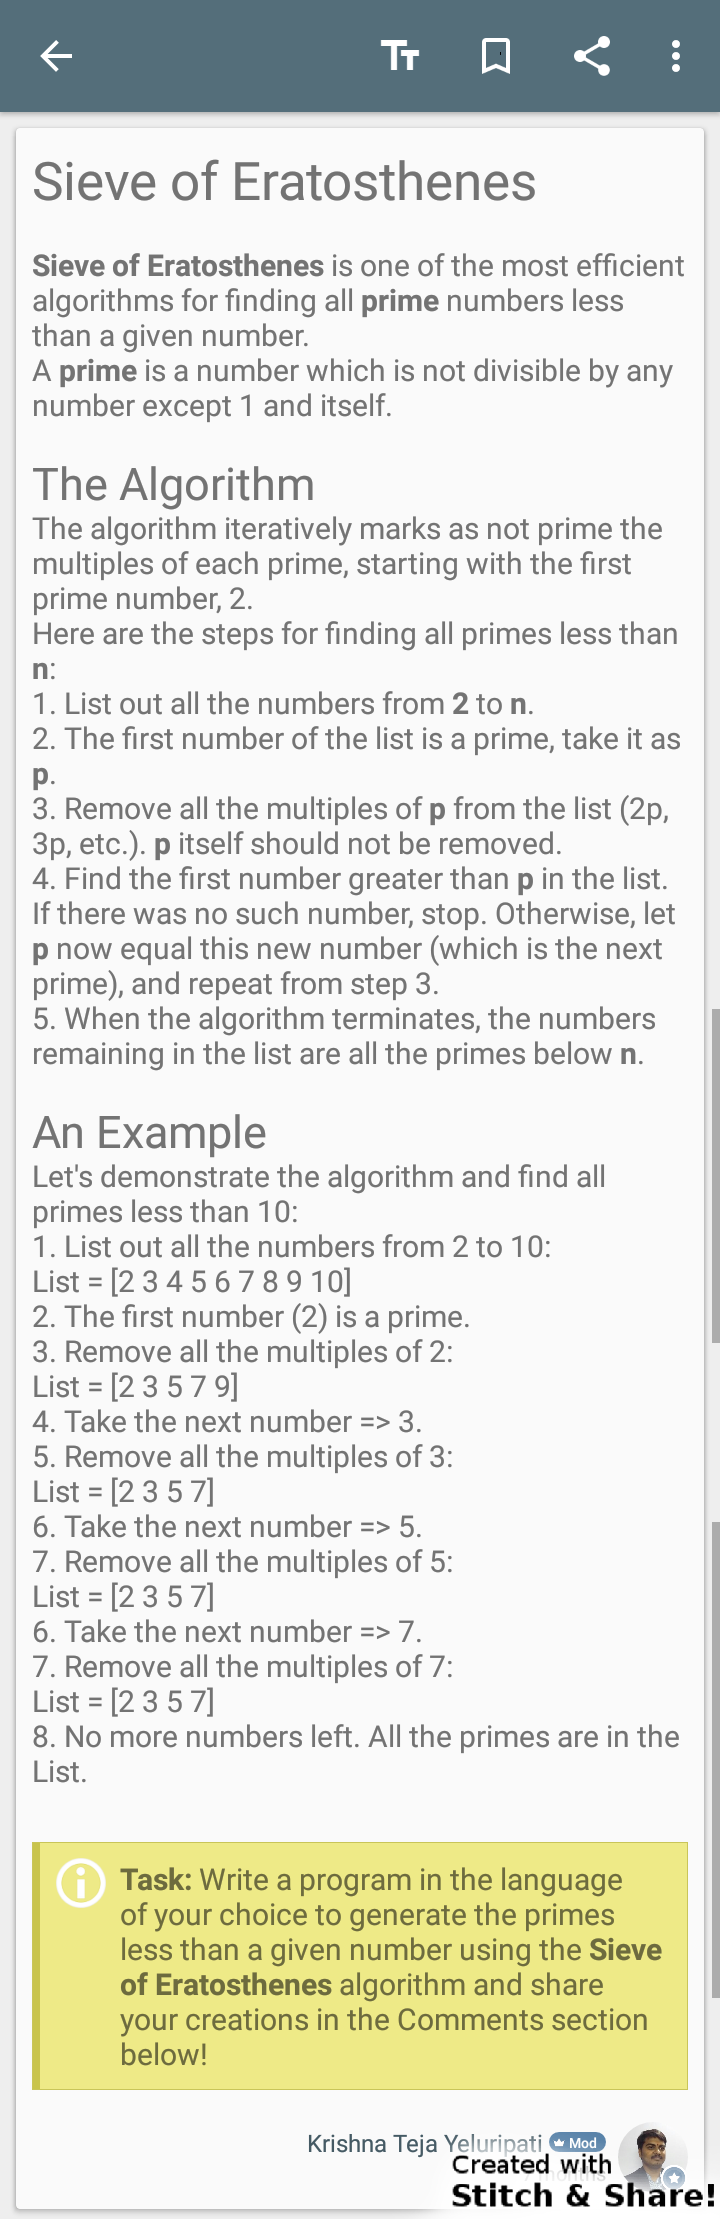 Sieve of Eratosthenes
Sieve of Eratosthenes is one of the most efficient
algorithms for finding all prime numbers less
than a given number.
A prime is a number which is not divisible by any
number except 1 and itself.
The Algorithm
The algorithm iteratively marks as not prime the
multiples of each prime, starting with the first
prime number, 2.
Here are the steps for finding all primes less than
n:
1. List out all the numbers from 2 to n.
2. The first number of the list is a prime, take it as
p.
3. Remove all the multiples of p from the list (2p,
3p, etc.). p itself should not be removed.
4. Find the first number greater than p in the list.
If there was no such number, stop. Otherwise, let
p now equal this new number (which is the next
prime), and repeat from step 3.
5. When the algorithm terminates, the numbers
remaining in the list are all the primes below n.
An Example
Let's demonstrate the algorithm and find all
primes less than 10:
1. List out all the numbers from 2 to 10:
List = [2 3 4 5 6 7 8 9 10]
2. The first number (2) is a prime.
3. Remove all the multiples of 2:
List = [2 3 5 7 9]
4. Take the next number => 3.
5. Remove all the multiples of 3:
List = [2 3 5 7]
6. Take the next number => 5.
7. Remove all the multiples of 5:
List = [2 3 5 7]
6. Take the next number => 7.
7. Remove all the multiples of 7:
List = [2 3 5 7]
8. No more numbers left. All the primes are in the
List.
Task: Write a program in the language
of your choice to generate the primes
less than a given number using the Sieve
of Eratosthenes algorithm and share
your creations in the Comments section
below!
Krishna Teja Yeluripati Mod
Created with
months
Stitch & Share!